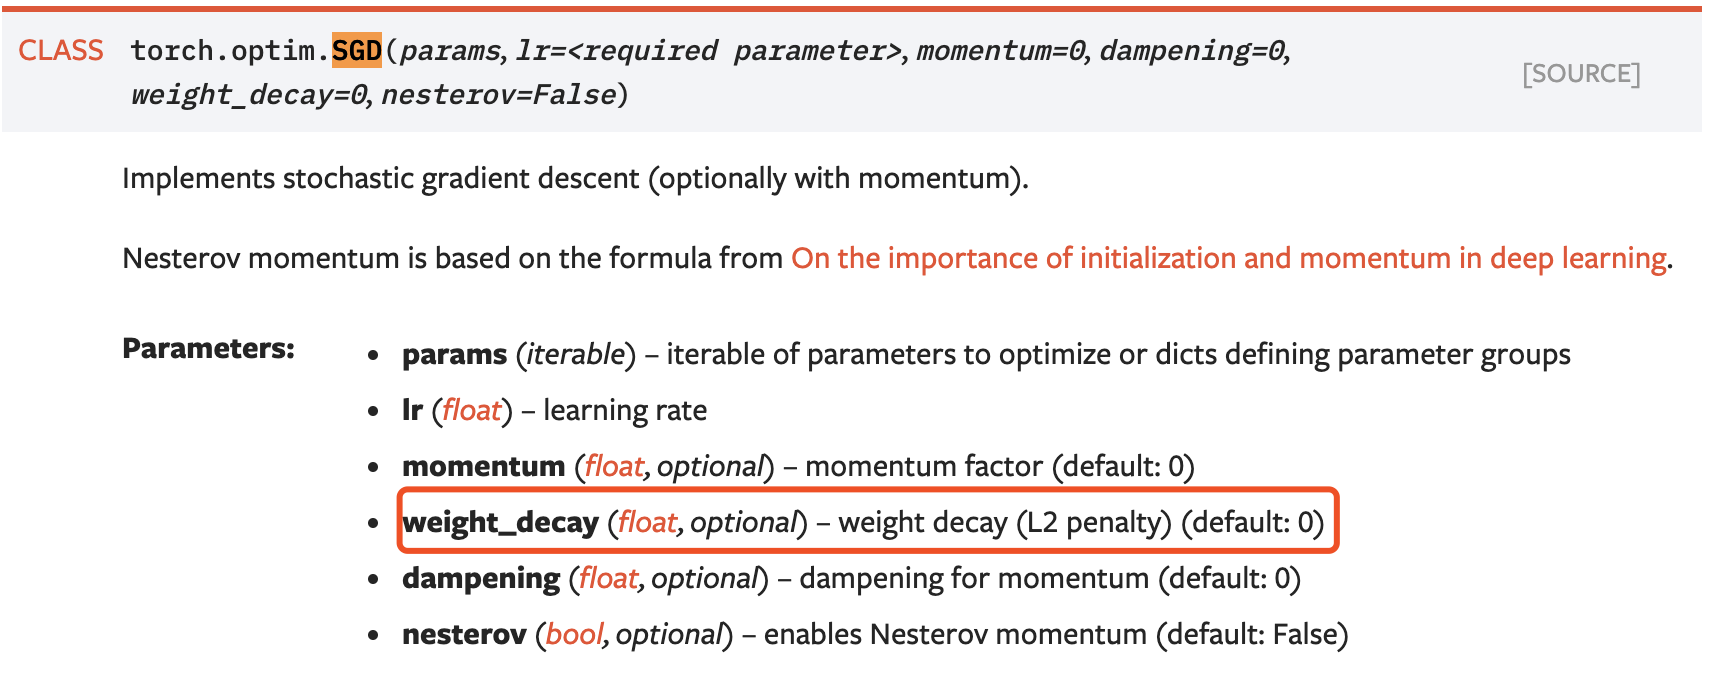 CLASS torch.optim.SGD(params, lr=<required parameter>, momentum=0, dampening=0,
weight_decay=0, nesterov=False)
[SOURCE]
Implements stochastic gradient descent (optionally with momentum).
Nesterov momentum is based on the formula from On the importance of initialization and momentum in deep learning.
Parameters:
• params (iterable) – iterable of parameters to optimize or dicts defining parameter groups
• lr (float) – learning rate
• momentum (float, optional) – momentum factor (default: 0)
• weight_decay (float, optional) – weight decay (L2 penalty) (default: 0)
• dampening (float, optional) – dampening for momentum (default: 0)
• nesterov (bool, optional) – enables Nesterov momentum (default: False)